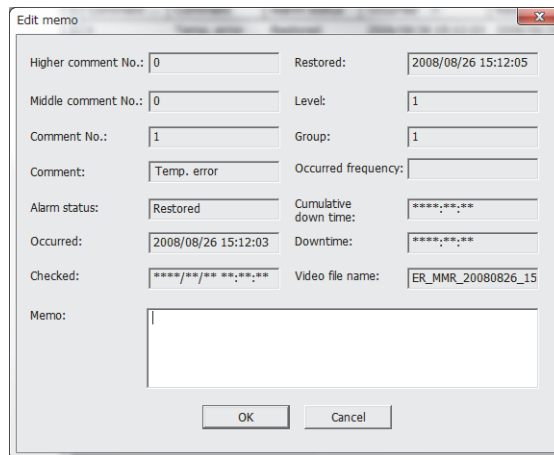 Edit memo
Higher comment No.: 0 Restored: 2008/08/26 15:12:05
Middle comment No.: 0 Level: 1
Comment No.: 1 Group: 1
Comment: Temp. error Occurred frequency:
Alarm status: Restored Cumulative down time: ****:**:**
Occurred: 2008/08/26 15:12:03 Downtime: ****:**:**
Checked: ****/**/** **:**:** Video file name: ER_MMR_20080826_15
Memo:
OK Cancel